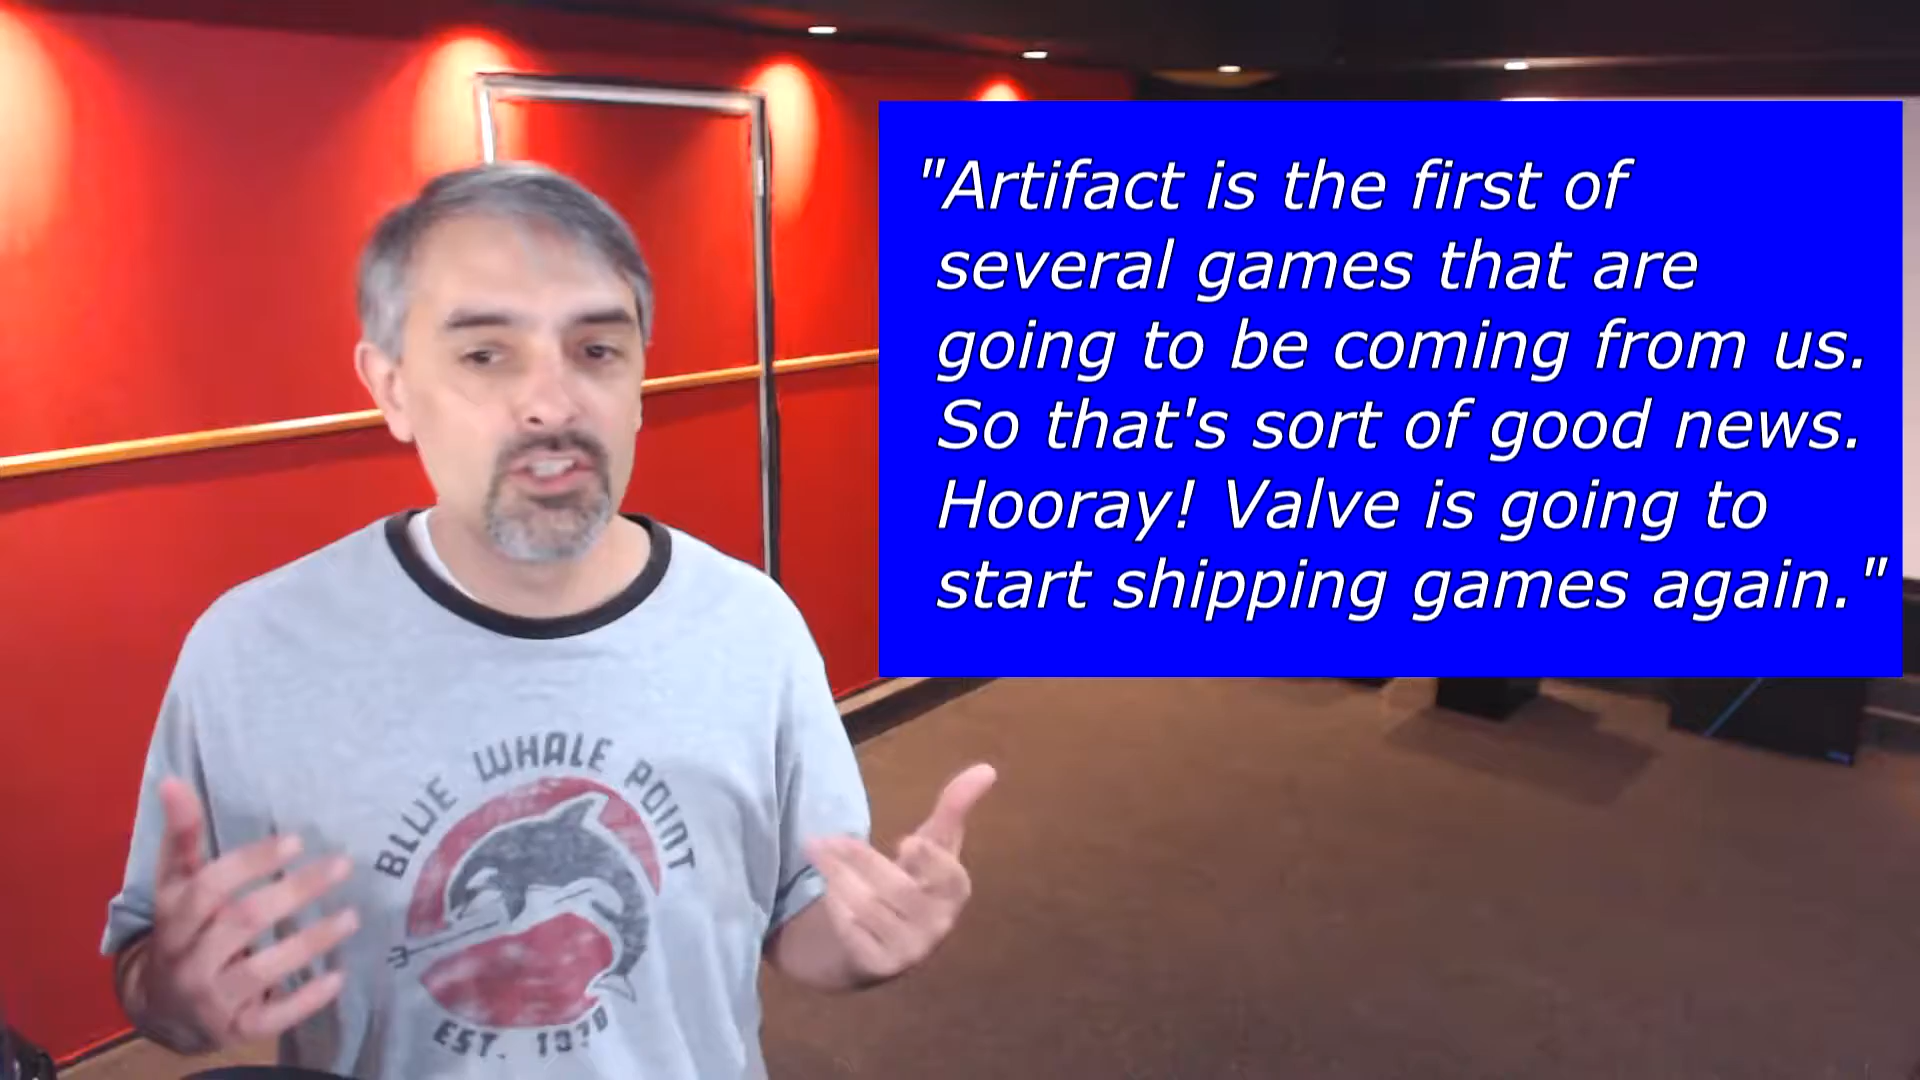 "Artifact is the first of
several games that are
going to be coming from us.
So that's sort of good news.
Hooray! Valve is going to
start shipping games again."
BLUE WHALE POINT
EST.